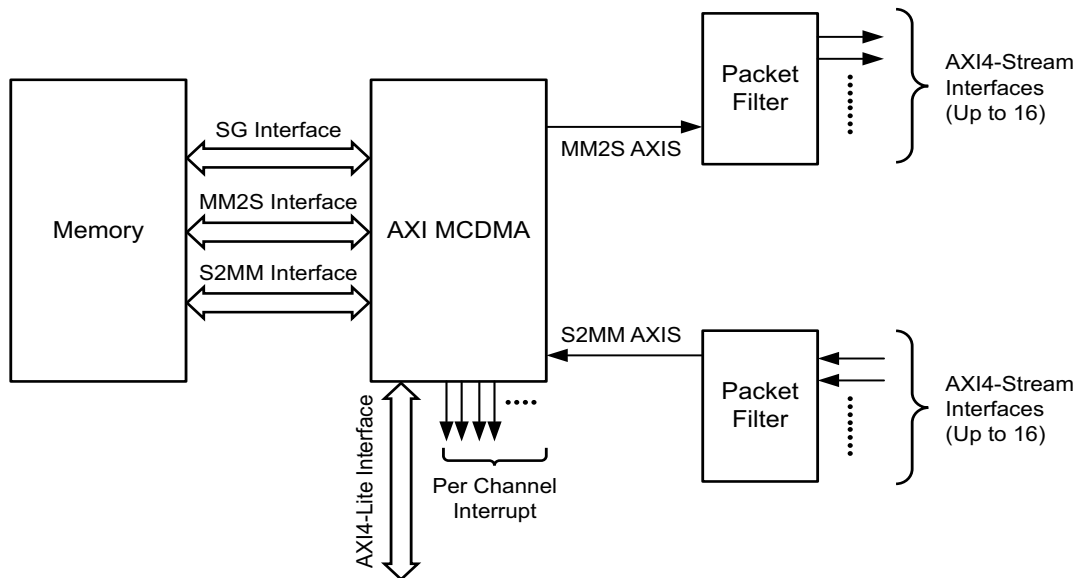 Memory
SG Interface
MM2S Interface
S2MM Interface
AXI MCDMA
MM2S AXIS
Packet
Filter
AXI4-Stream
Interfaces
(Up to 16)
S2MM AXIS
Packet
Filter
AXI4-Stream
Interfaces
(Up to 16)
AXI4-Lite Interface
Per Channel
Interrupt